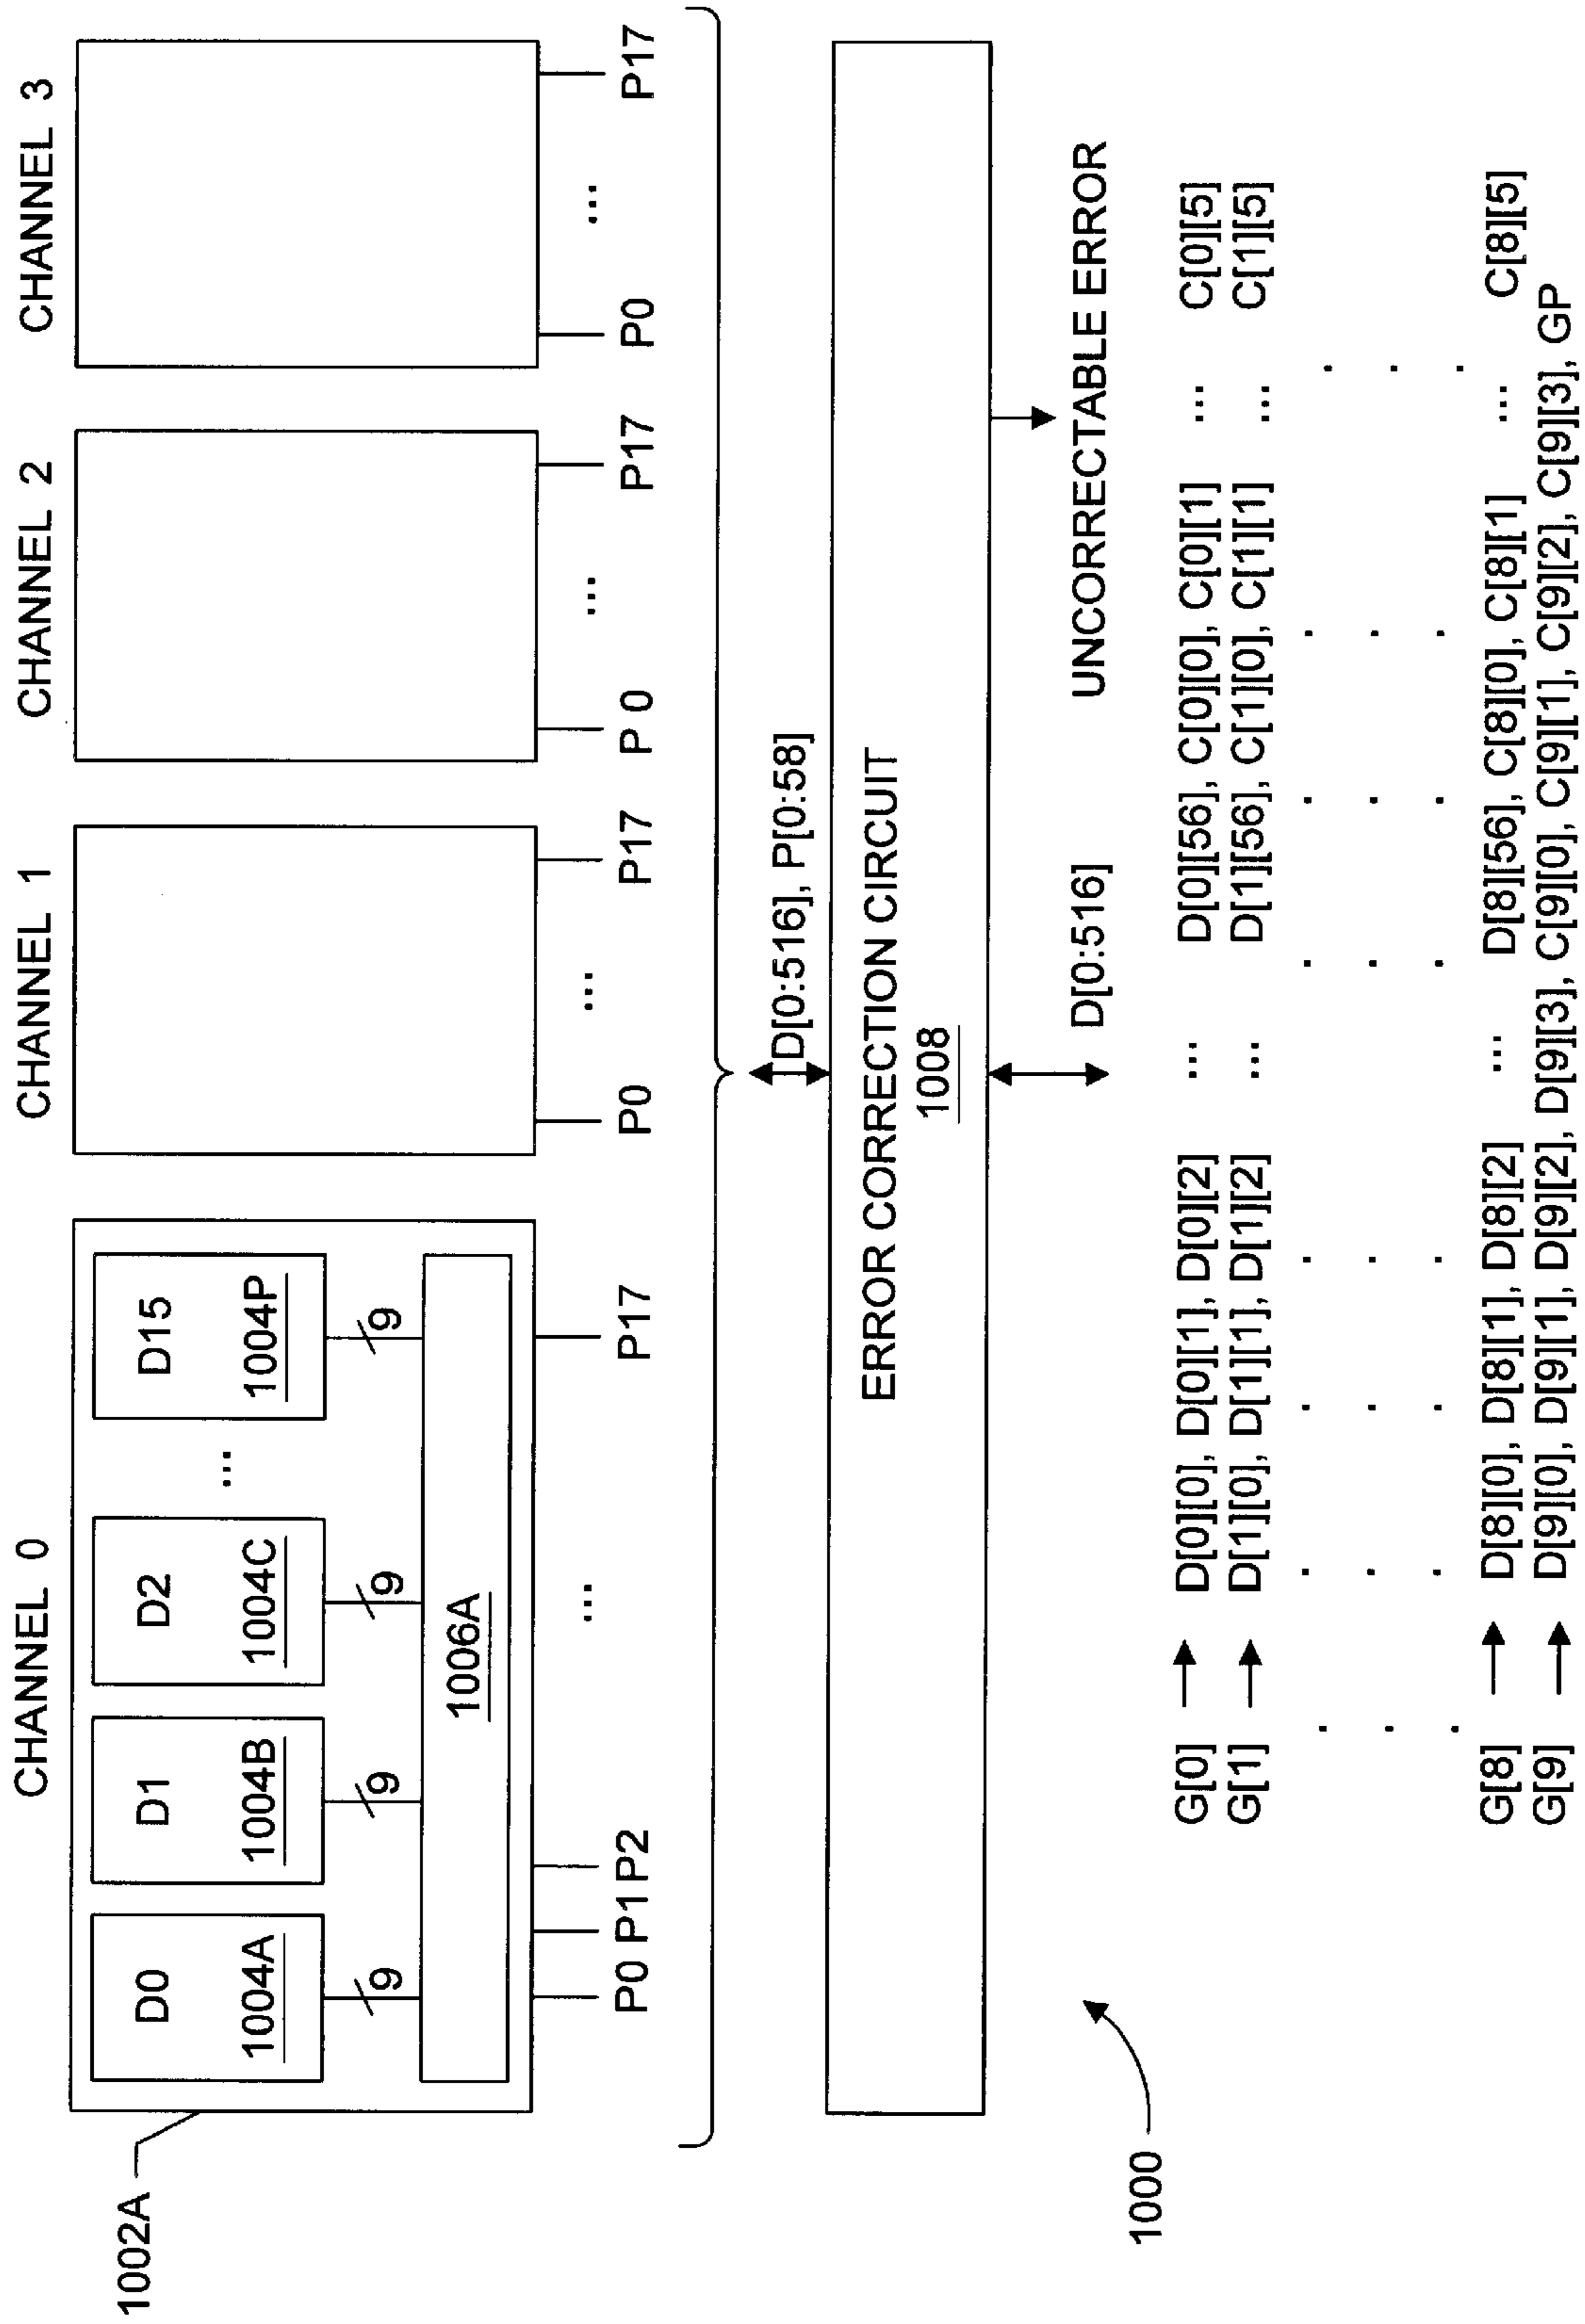 CHANNEL 0 CHANNEL 1 CHANNEL 2 CHANNEL 3
1002A
D0 D1 D2 ... D15
1004A 1004B 1004C 1004P
9 9 9 9
1006A
P0 P1 P2 ... P17 P0 ... P17 P 0 ... P17 P0 ... P17
D[0:516], P[0:58]
ERROR CORRECTION CIRCUIT
1008
D[0:516] UNCORRECTABLE ERROR
1000
G[0] → D[0][0], D[0][1], D[0][2] ... D[0][56], C[0][0], C[0][1] ... C[0][5]
G[1] → D[1][0], D[1][1], D[1][2] ... D[1][56], C[1][0], C[1][1] ... C[1][5]
G[8] → D[8][0], D[8][1], D[8][2] ... D[8][56], C[8][0], C[8][1] ... C[8][5]
G[9] → D[9][0], D[9][1], D[9][2], D[9][3], C[9][0], C[9][1], C[9][2], C[9][3], GP